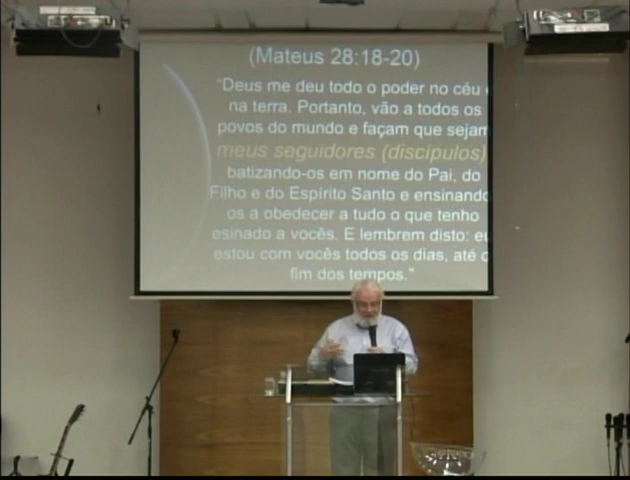 (Mateus 28:18-20)
“Deus me deu todo o poder no céu e
na terra. Portanto, vão a todos os
povos do mundo e façam que sejam
meus seguidores (discípulos)
batizando-os em nome do Pai, do
Filho e do Espírito Santo e ensinando
os a obedecer a tudo o que tenho
esinado a vocês. E lembrem disto: eu
estou com vocês todos os dias, até o
fim dos tempos.”